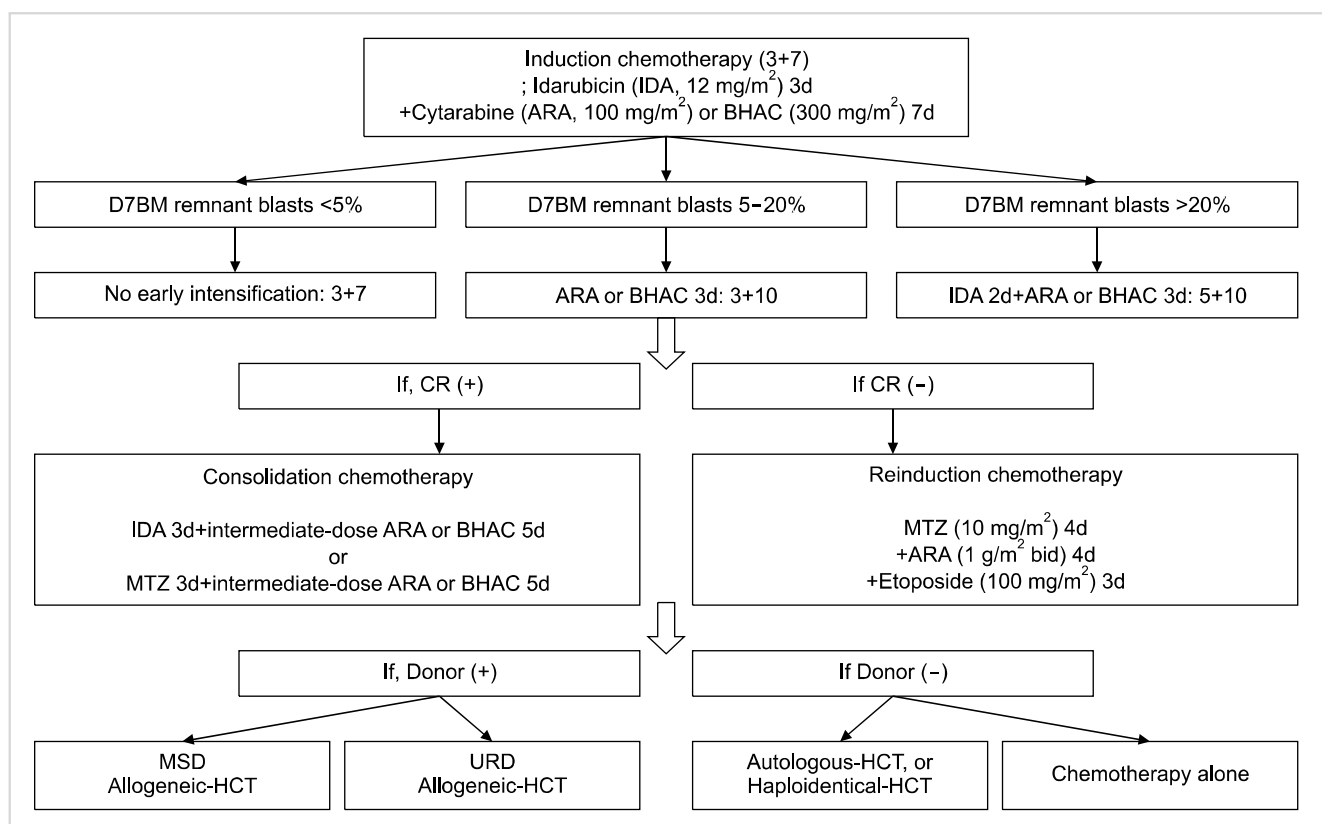 Induction chemotherapy (3+7)
; Idarubicin (IDA, 12 mg/m²) 3d
+Cytarabine (ARA, 100 mg/m²) or BHAC (300 mg/m²) 7d
D7BM remnant blasts <5%
D7BM remnant blasts 5–20%
D7BM remnant blasts >20%
No early intensification: 3+7
ARA or BHAC 3d: 3+10
IDA 2d+ARA or BHAC 3d: 5+10
If, CR (+)
If CR (–)
Consolidation chemotherapy
IDA 3d+intermediate-dose ARA or BHAC 5d
or
MTZ 3d+intermediate-dose ARA or BHAC 5d
Reinduction chemotherapy
MTZ (10 mg/m²) 4d
+ARA (1 g/m² bid) 4d
+Etoposide (100 mg/m²) 3d
If, Donor (+)
If Donor (–)
MSD
Allogeneic-HCT
URD
Allogeneic-HCT
Autologous-HCT, or
Haploidentical-HCT
Chemotherapy alone